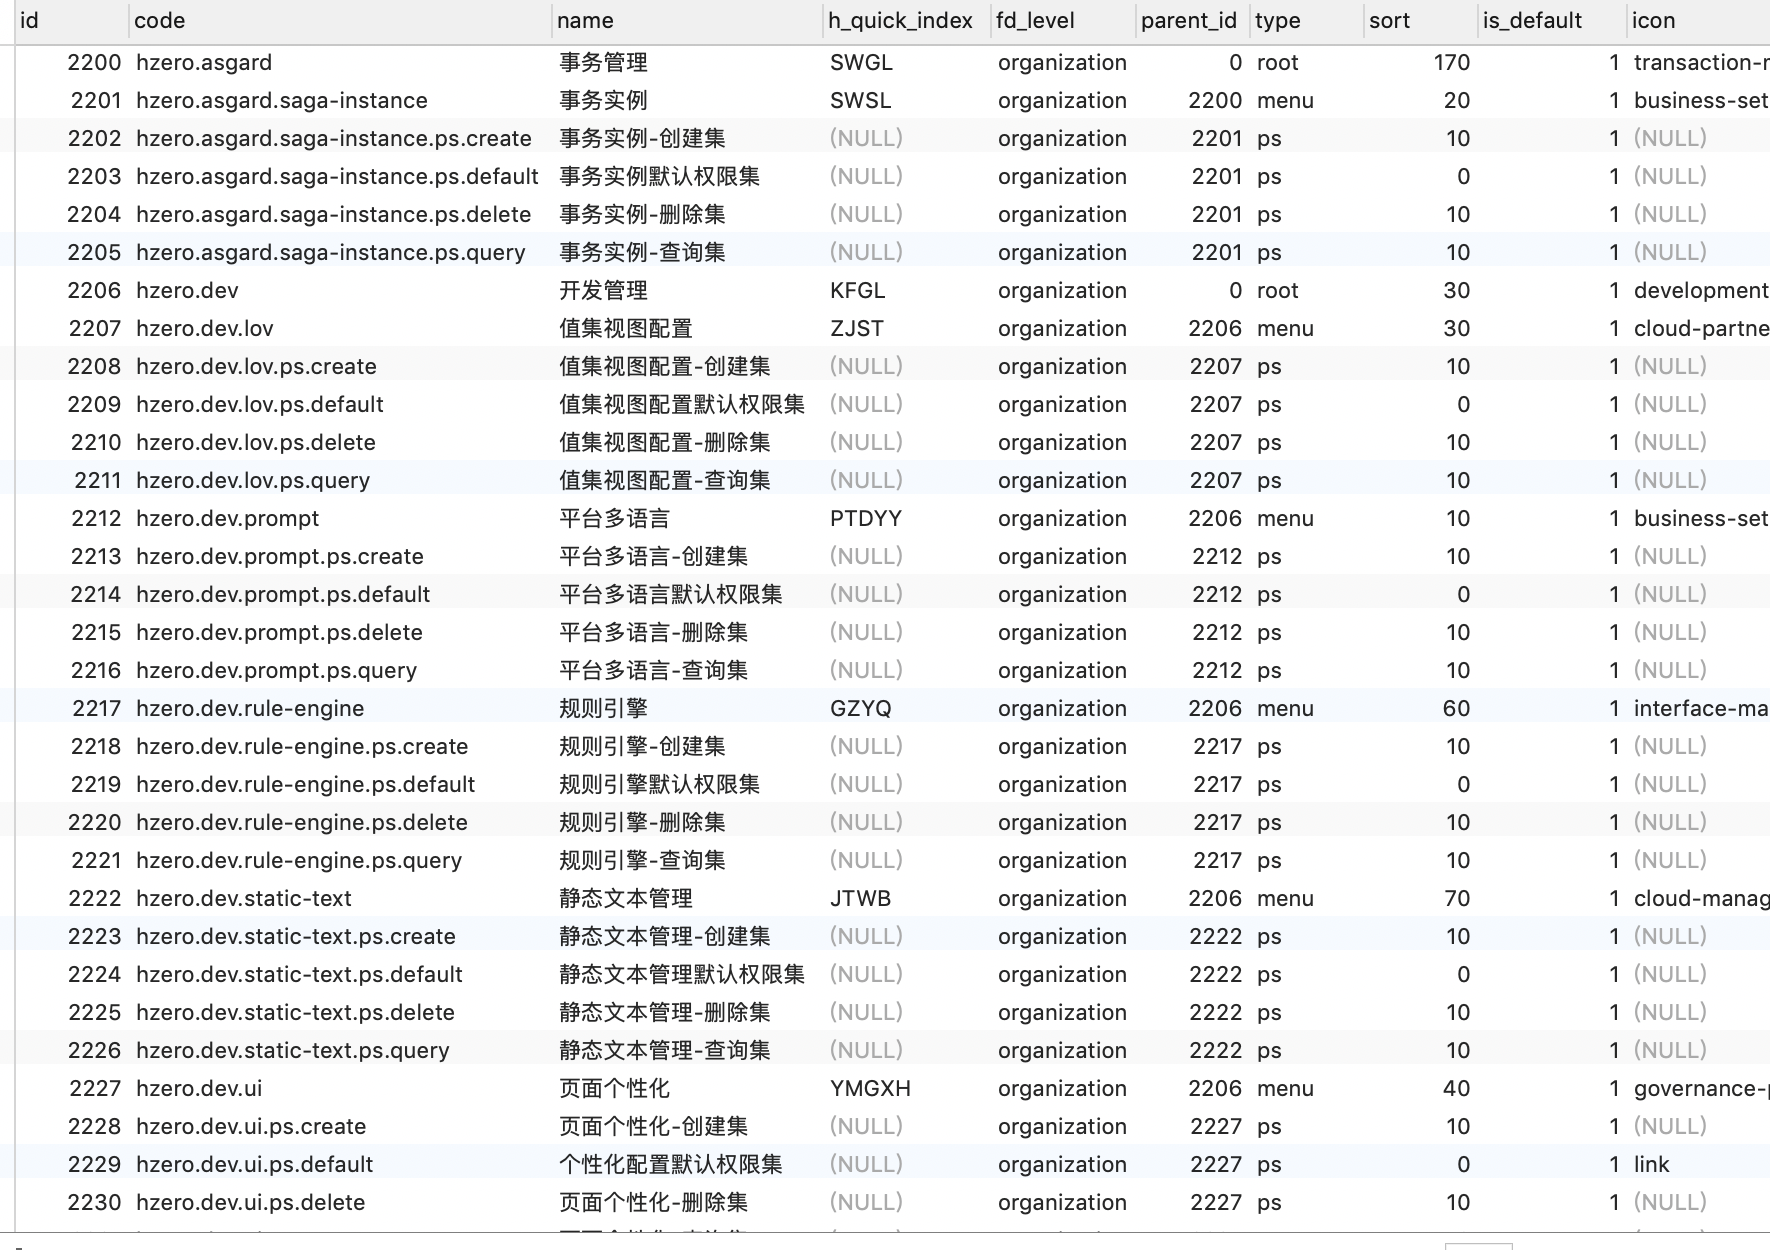 id code name h_quick_index fd_level parent_id type sort is_default icon
2200 hzero.asgard 事务管理 SWGL organization 0 root 170 1 transaction-r
2201 hzero.asgard.saga-instance 事务实例 SWSL organization 2200 menu 20 1 business-set
2202 hzero.asgard.saga-instance.ps.create 事务实例-创建集 (NULL) organization 2201 ps 10 1 (NULL)
2203 hzero.asgard.saga-instance.ps.default 事务实例默认权限集 (NULL) organization 2201 ps 0 1 (NULL)
2204 hzero.asgard.saga-instance.ps.delete 事务实例-删除集 (NULL) organization 2201 ps 10 1 (NULL)
2205 hzero.asgard.saga-instance.ps.query 事务实例-查询集 (NULL) organization 2201 ps 10 1 (NULL)
2206 hzero.dev 开发管理 KFGL organization 0 root 30 1 development
2207 hzero.dev.lov 值集视图配置 ZJST organization 2206 menu 30 1 cloud-partne
2208 hzero.dev.lov.ps.create 值集视图配置-创建集 (NULL) organization 2207 ps 10 1 (NULL)
2209 hzero.dev.lov.ps.default 值集视图配置默认权限集 (NULL) organization 2207 ps 0 1 (NULL)
2210 hzero.dev.lov.ps.delete 值集视图配置-删除集 (NULL) organization 2207 ps 10 1 (NULL)
2211 hzero.dev.lov.ps.query 值集视图配置-查询集 (NULL) organization 2207 ps 10 1 (NULL)
2212 hzero.dev.prompt 平台多语言 PTDYY organization 2206 menu 10 1 business-set
2213 hzero.dev.prompt.ps.create 平台多语言-创建集 (NULL) organization 2212 ps 10 1 (NULL)
2214 hzero.dev.prompt.ps.default 平台多语言默认权限集 (NULL) organization 2212 ps 0 1 (NULL)
2215 hzero.dev.prompt.ps.delete 平台多语言-删除集 (NULL) organization 2212 ps 10 1 (NULL)
2216 hzero.dev.prompt.ps.query 平台多语言-查询集 (NULL) organization 2212 ps 10 1 (NULL)
2217 hzero.dev.rule-engine 规则引擎 GZYQ organization 2206 menu 60 1 interface-ma
2218 hzero.dev.rule-engine.ps.create 规则引擎-创建集 (NULL) organization 2217 ps 10 1 (NULL)
2219 hzero.dev.rule-engine.ps.default 规则引擎默认权限集 (NULL) organization 2217 ps 0 1 (NULL)
2220 hzero.dev.rule-engine.ps.delete 规则引擎-删除集 (NULL) organization 2217 ps 10 1 (NULL)
2221 hzero.dev.rule-engine.ps.query 规则引擎-查询集 (NULL) organization 2217 ps 10 1 (NULL)
2222 hzero.dev.static-text 静态文本管理 JTWB organization 2206 menu 70 1 cloud-manag
2223 hzero.dev.static-text.ps.create 静态文本管理-创建集 (NULL) organization 2222 ps 10 1 (NULL)
2224 hzero.dev.static-text.ps.default 静态文本管理默认权限集 (NULL) organization 2222 ps 0 1 (NULL)
2225 hzero.dev.static-text.ps.delete 静态文本管理-删除集 (NULL) organization 2222 ps 10 1 (NULL)
2226 hzero.dev.static-text.ps.query 静态文本管理-查询集 (NULL) organization 2222 ps 10 1 (NULL)
2227 hzero.dev.ui 页面个性化 YMGXH organization 2206 menu 40 1 governance-p
2228 hzero.dev.ui.ps.create 页面个性化-创建集 (NULL) organization 2227 ps 10 1 (NULL)
2229 hzero.dev.ui.ps.default 个性化配置默认权限集 (NULL) organization 2227 ps 0 1 link
2230 hzero.dev.ui.ps.delete 页面个性化-删除集 (NULL) organization 2227 ps 10 1 (NULL)